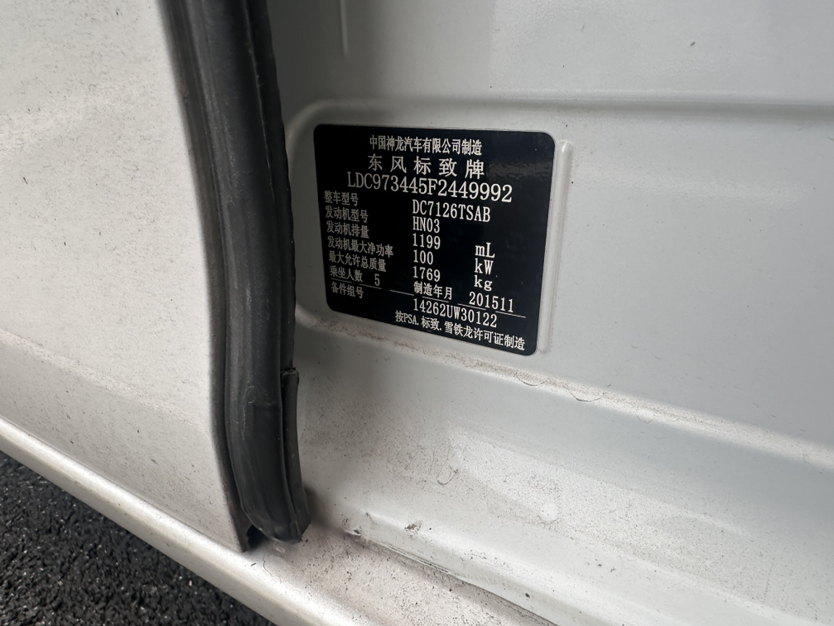 中国神龙汽车有限公司制造
东风标致牌
LDC973445F2449992
整车型号 DC7126TSAB
发动机型号 HN03
发动机排量 1199 mL
发动机最大净功率 100 kW
最大允许总质量 1769 kg
乘坐人数 5 制造年月 201511
备件组号 14262UW30122
按PSA.标致.雪铁龙许可证制造